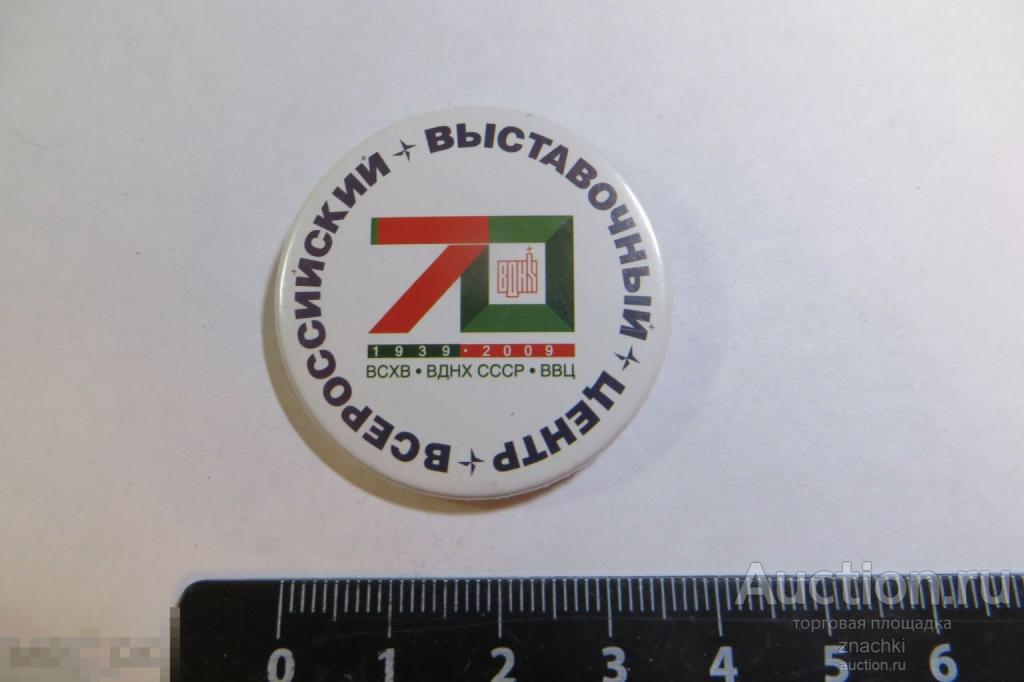 ВСЕРОССИЙСКИЙ ВЫСТАВОЧНЫЙ ЦЕНТР
70
ВДНХ
1939 • 2009
ВСХВ • ВДНХ СССР • ВВЦ
Auction.ru
торговая площадка
znachki
auction.ru
0 1 2 3 4 5 6